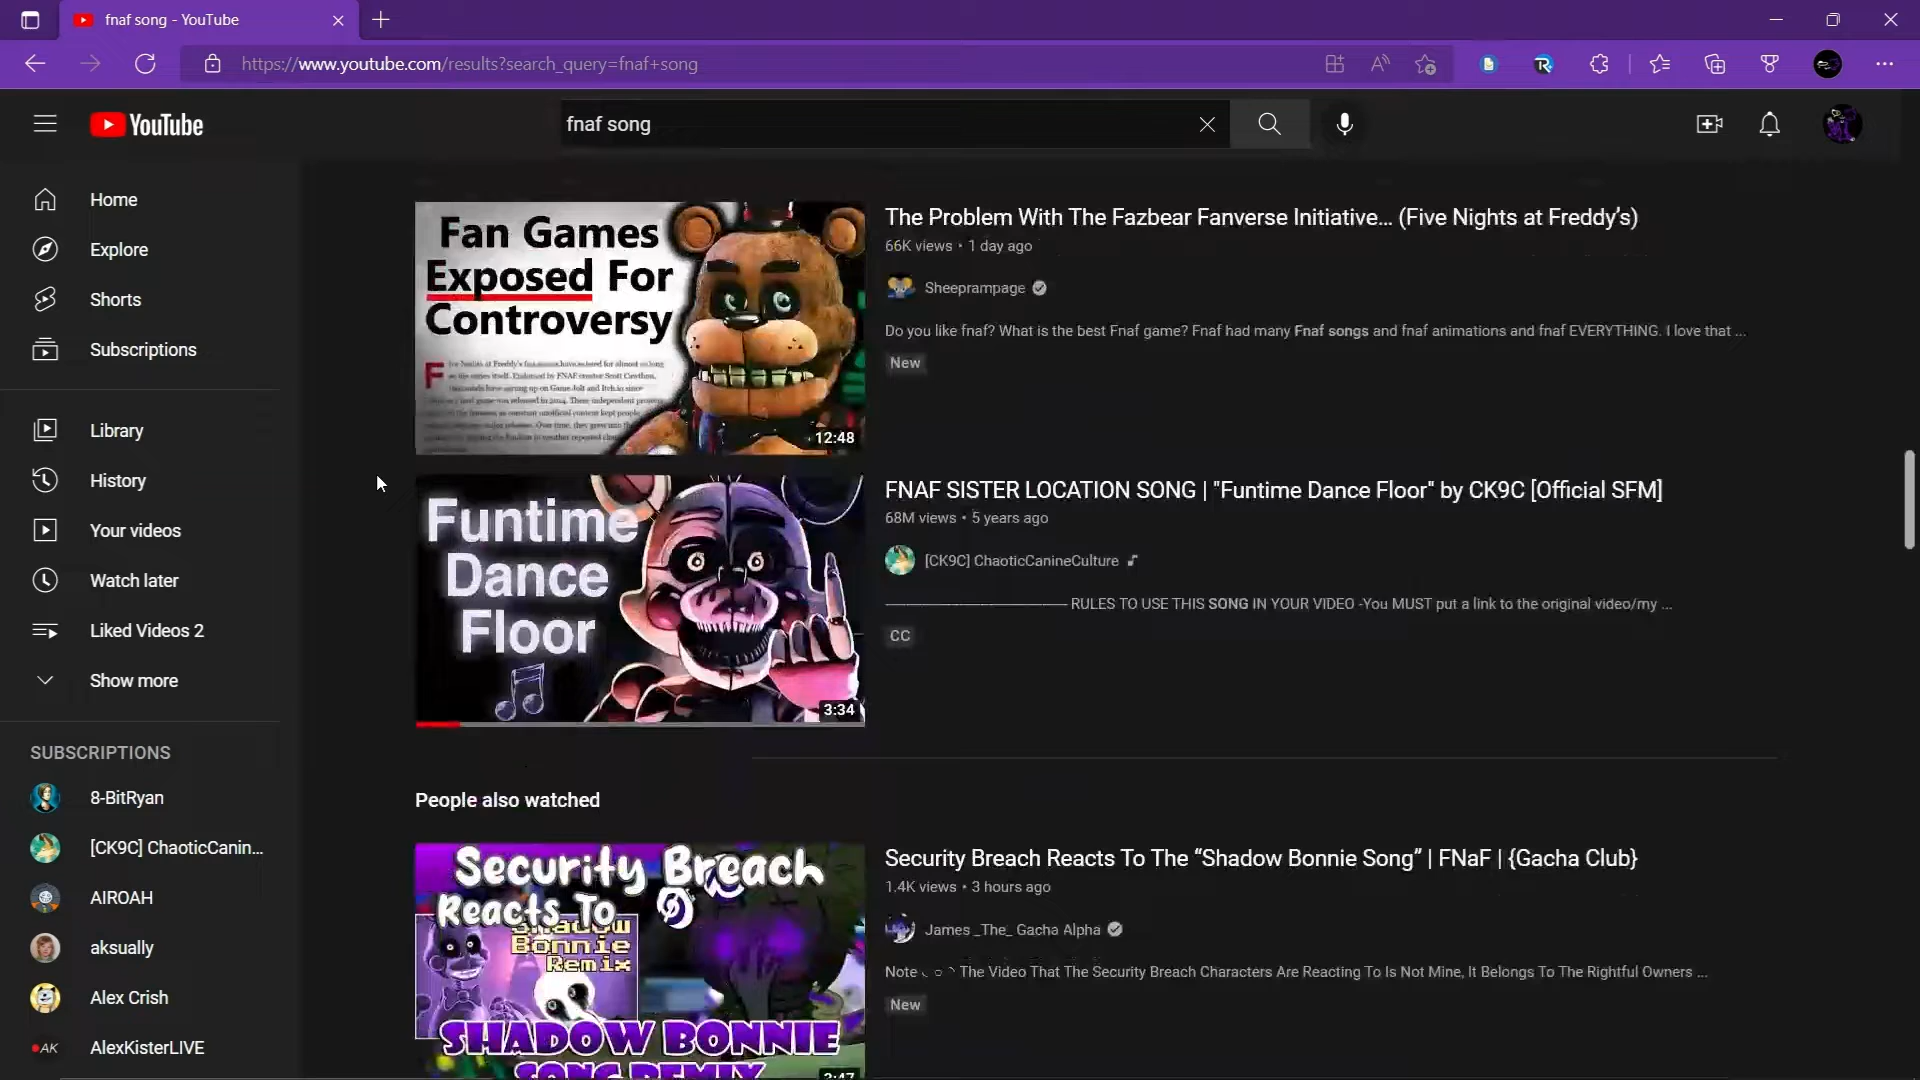 fnaf song - YouTube
https://www.youtube.com/results?search_query=fnaf+song
YouTube
fnaf song
Home
Explore
Shorts
Subscriptions
Library
History
Your videos
Watch later
Liked Videos 2
Show more
SUBSCRIPTIONS
8-BitRyan
[CK9C] ChaoticCanin...
AIROAH
aksually
Alex Crish
AK
AlexKisterLIVE
Fan Games
Exposed For
Controversy
12:48
The Problem With The Fazbear Fanverse Initiative... (Five Nights at Freddy's)
66K views • 1 day ago
Sheeprampage
Do you like fnaf? What is the best Fnaf game? Fnaf had many Fnaf songs and fnaf animations and fnaf EVERYTHING. I love that ...
New
Funtime
Dance
Floor
3:34
FNAF SISTER LOCATION SONG | "Funtime Dance Floor" by CK9C [Official SFM]
68M views • 5 years ago
[CK9C] ChaoticCanineCulture
RULES TO USE THIS SONG IN YOUR VIDEO -You MUST put a link to the original video/my ...
CC
People also watched
Security Breach
Reacts To
Shadow
Bonnie
Remix
SHADOW BONNIE
SONG REMIX
3:47
Security Breach Reacts To The “Shadow Bonnie Song” | FNaF | {Gacha Club}
1.4K views • 3 hours ago
James _The_ Gacha Alpha
Note The Video That The Security Breach Characters Are Reacting To Is Not Mine, It Belongs To The Rightful Owners ...
New